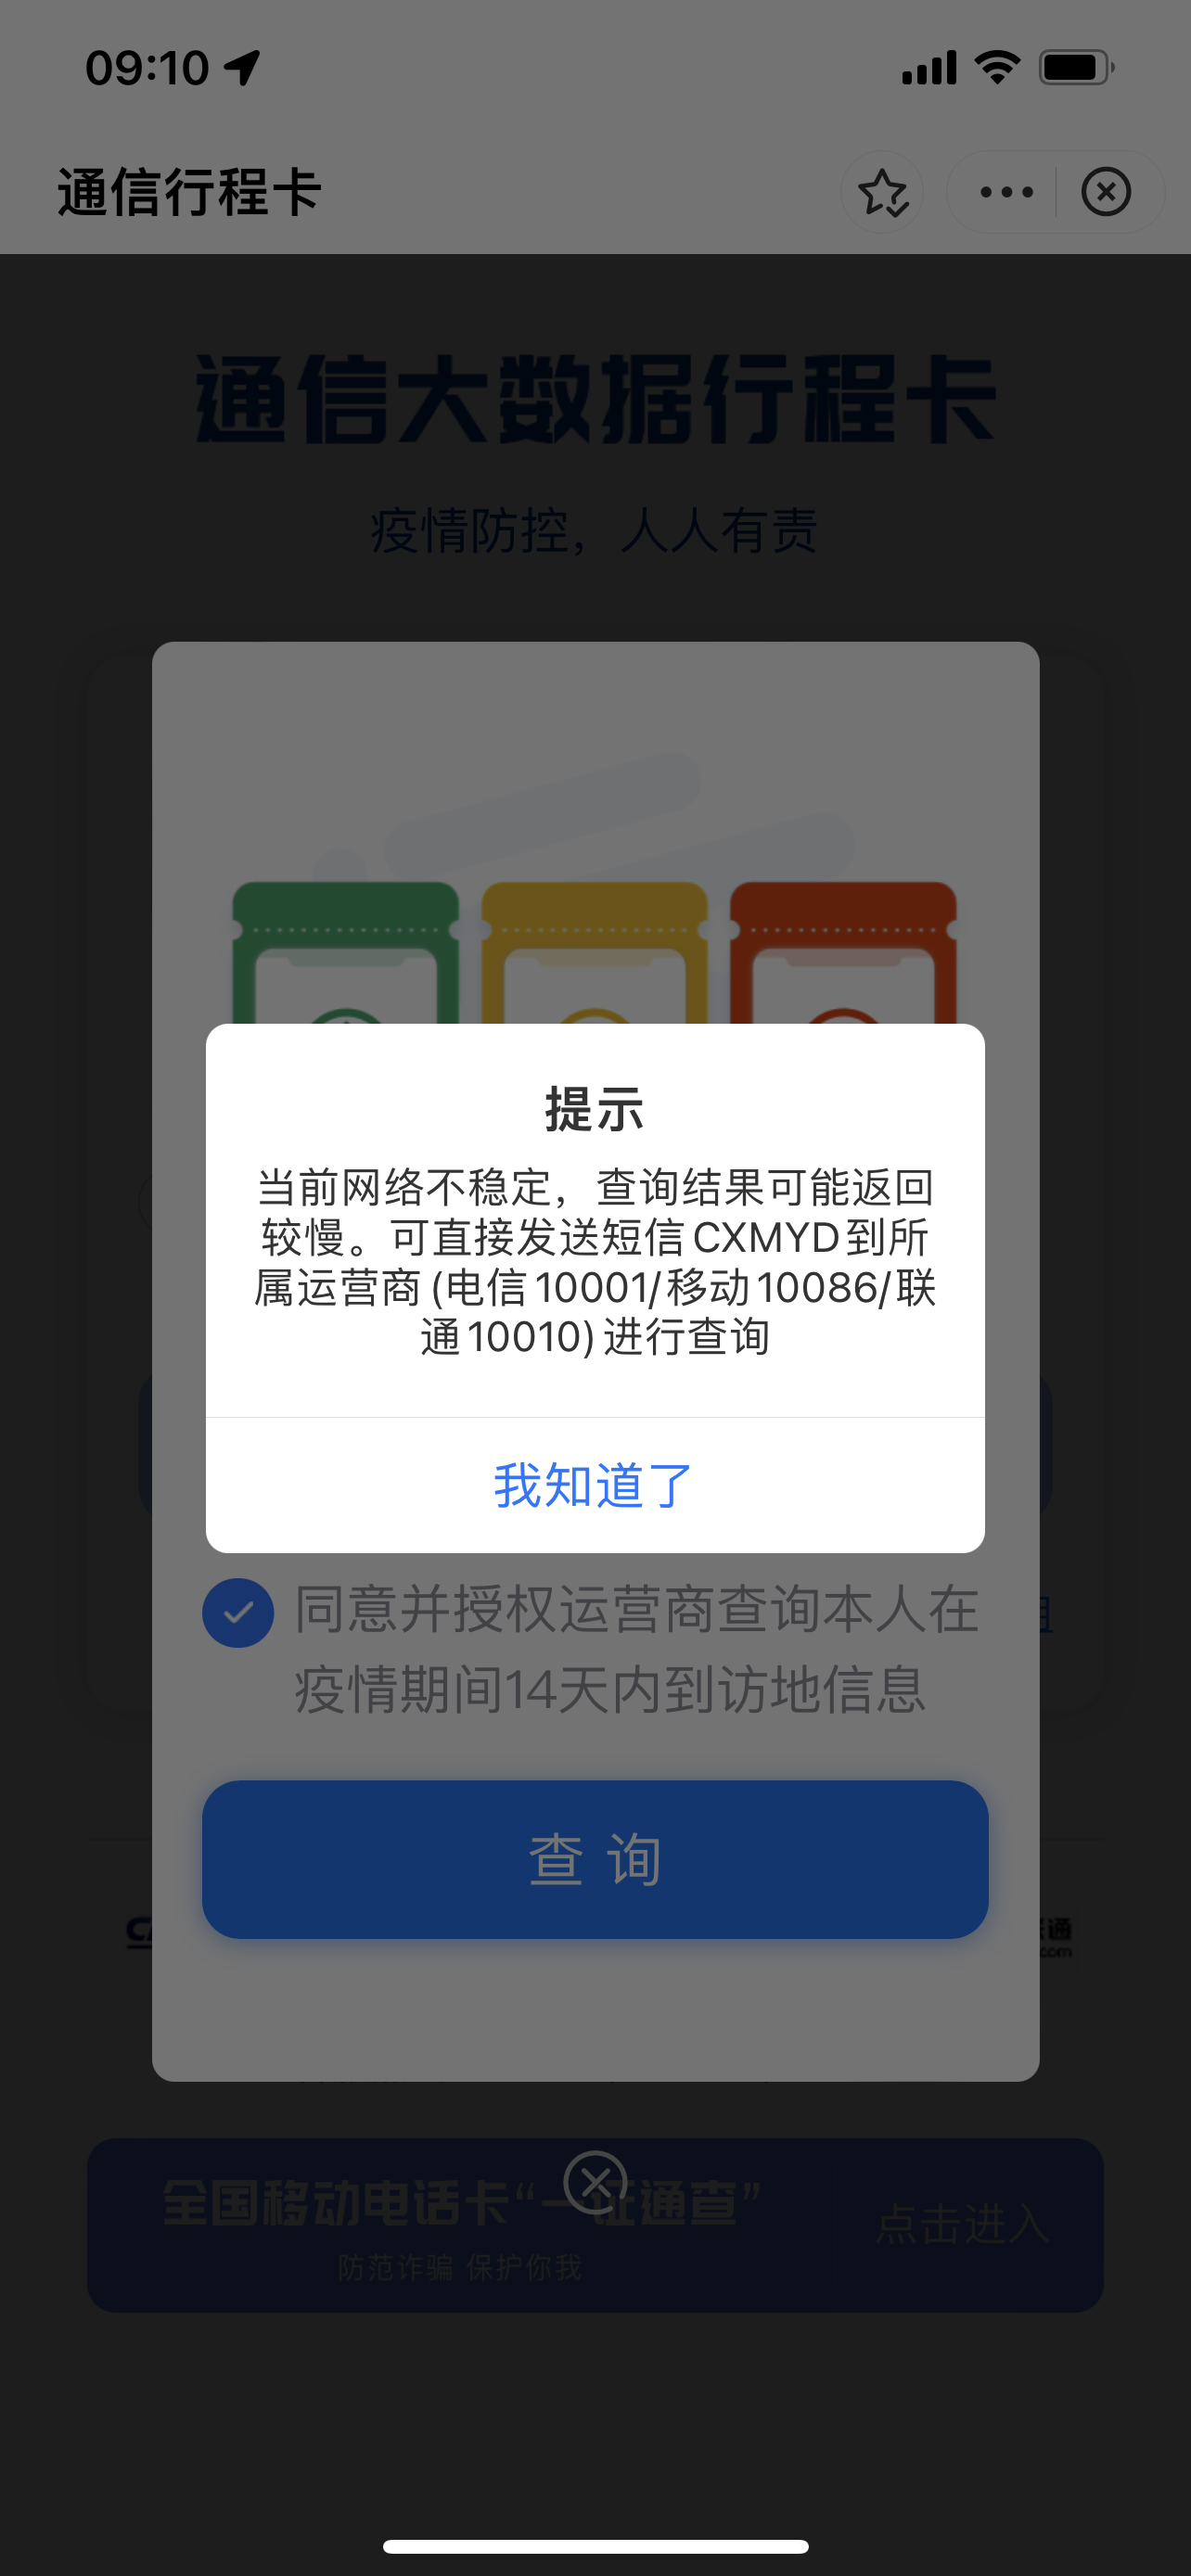 09:10
通信行程卡
通信大数据行程卡
疫情防控，人人有责
提示
当前网络不稳定，查询结果可能返回
较慢。可直接发送短信CXMYD到所
属运营商(电信10001/移动10086/联
通10010)进行查询
我知道了
同意并授权运营商查询本人在
疫情期间14天内到访地信息
查 询
通
com
全国移动电话卡“一证通查”
点击进入
防范诈骗 保护你我